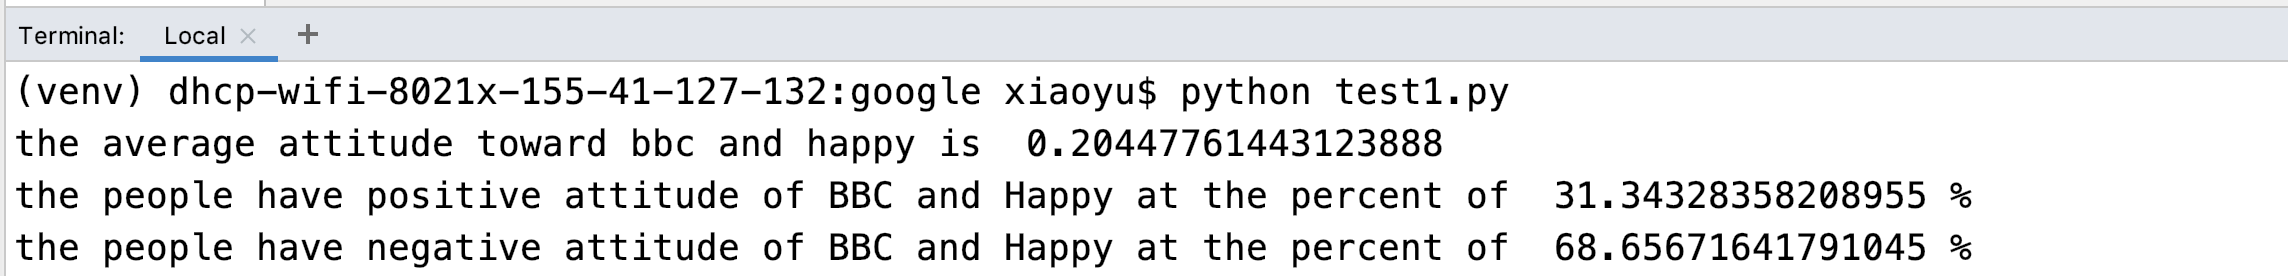 Terminal: Local × +
(venv) dhcp-wifi-8021x-155-41-127-132:google xiaoyu$ python test1.py
the average attitude toward bbc and happy is  0.20447761443123888
the people have positive attitude of BBC and Happy at the percent of  31.34328358208955 %
the people have negative attitude of BBC and Happy at the percent of  68.65671641791045 %